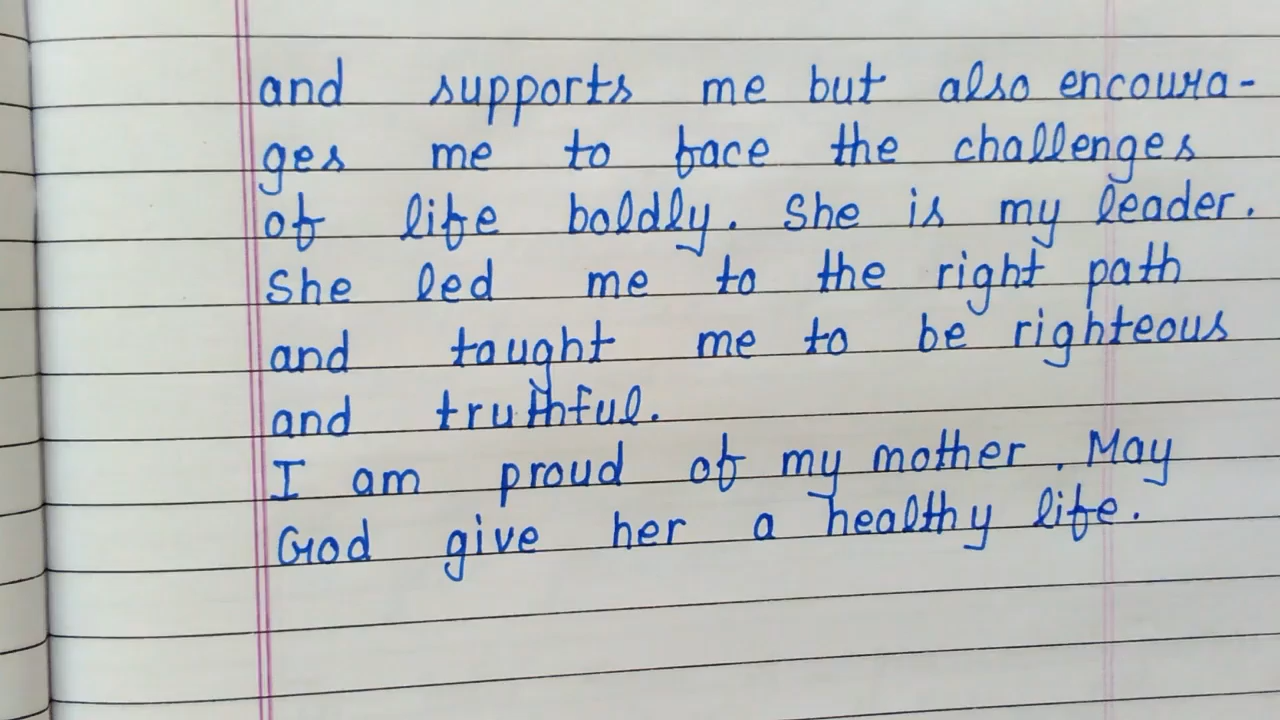 and supports me but also encoura-
ges me to face the challenges
of life boldly. She is my leader.
She led me to the right path
and taught me to be righteous
and truthful.
I am proud of my mother. May
God give her a healthy life.